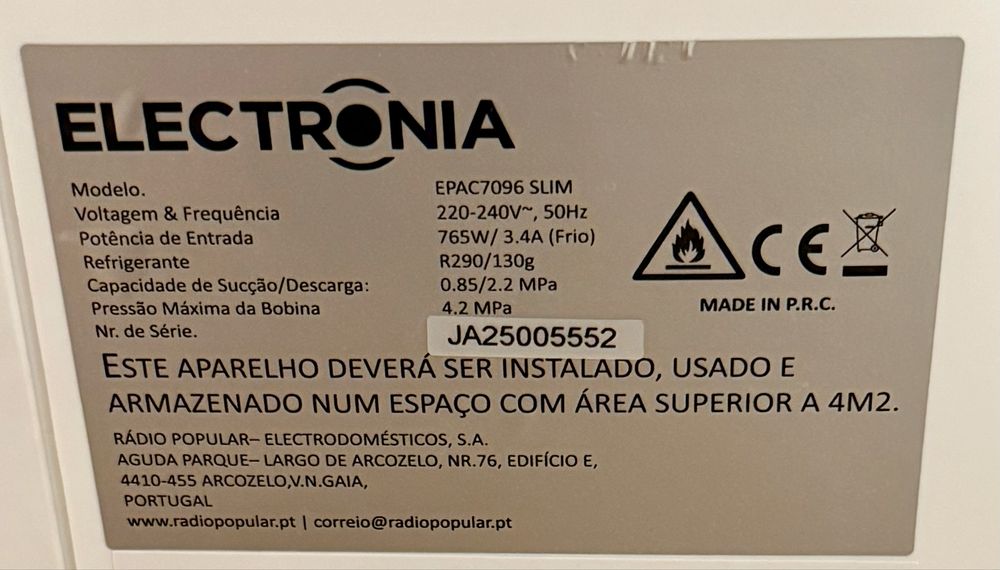 ELECTRONIA
Modelo. EPAC7096 SLIM
Voltagem & Frequência 220-240V~, 50Hz
Potência de Entrada 765W/ 3.4A (Frio)
Refrigerante R290/130g
Capacidade de Sucção/Descarga: 0.85/2.2 MPa
Pressão Máxima da Bobina 4.2 MPa
Nr. de Série. JA25005552
CE
MADE IN P.R.C.
ESTE APARELHO DEVERÁ SER INSTALADO, USADO E
ARMAZENADO NUM ESPAÇO COM ÁREA SUPERIOR A 4M2.
RÁDIO POPULAR– ELECTRODOMÉSTICOS, S.A.
AGUDA PARQUE– LARGO DE ARCOZELO, NR.76, EDIFÍCIO E,
4410-455 ARCOZELO,V.N.GAIA,
PORTUGAL
www.radiopopular.pt | correio@radiopopular.pt